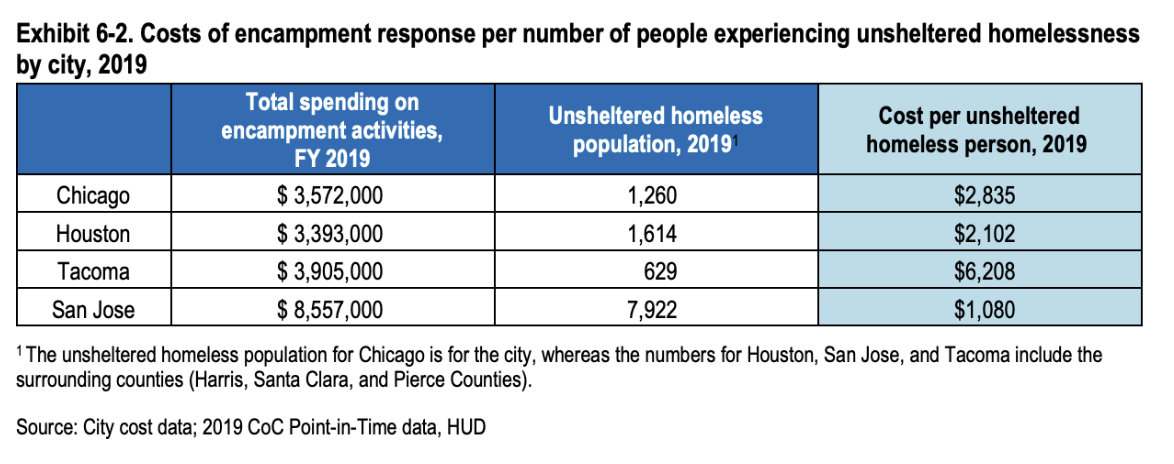 Exhibit 6-2. Costs of encampment response per number of people experiencing unsheltered homelessness
by city, 2019
Total spending on
encampment activities,
FY 2019
Unsheltered homeless
population, 2019¹
Cost per unsheltered
homeless person, 2019
Chicago $ 3,572,000 1,260 $2,835
Houston $ 3,393,000 1,614 $2,102
Tacoma $ 3,905,000 629 $6,208
San Jose $ 8,557,000 7,922 $1,080
¹ The unsheltered homeless population for Chicago is for the city, whereas the numbers for Houston, San Jose, and Tacoma include the
surrounding counties (Harris, Santa Clara, and Pierce Counties).
Source: City cost data; 2019 CoC Point-in-Time data, HUD